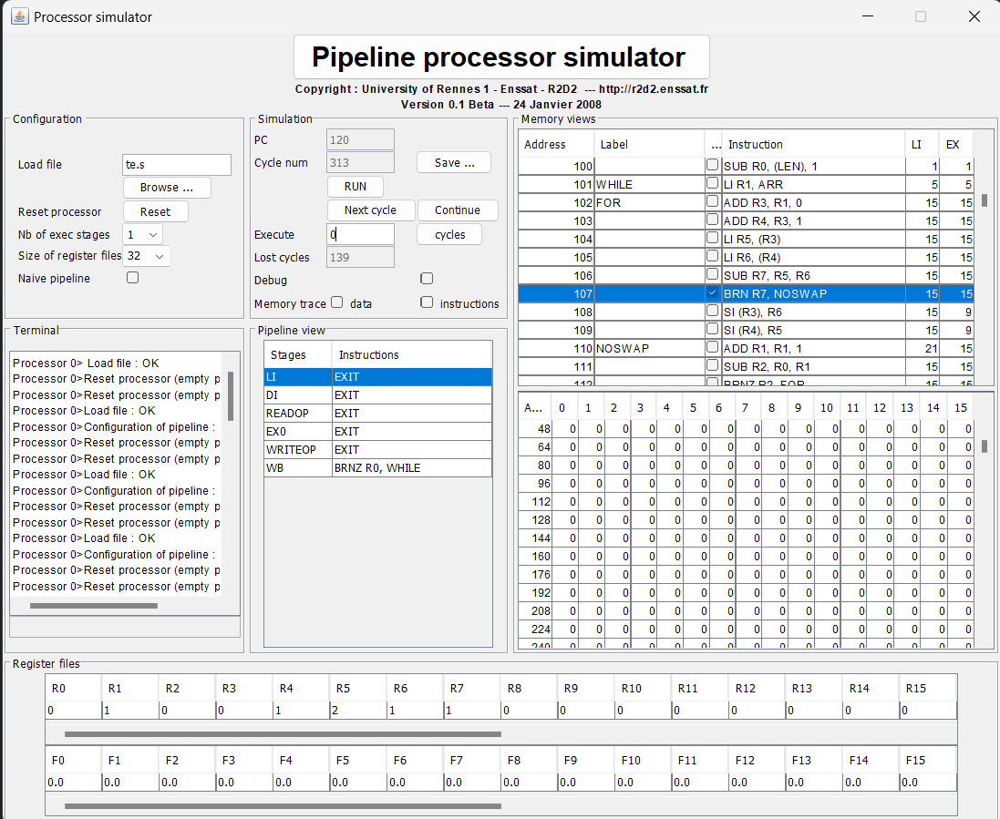 Processor simulator
Pipeline processor simulator
Copyright : University of Rennes 1 - Enssat - R2D2 --- http://r2d2.enssat.fr
Version 0.1 Beta --- 24 Janvier 2008
Configuration
Load file te.s
Browse ...
Reset processor Reset
Nb of exec stages 1
Size of register files 32
Naive pipeline
Simulation
PC 120
Cycle num 313 Save ...
RUN
Next cycle Continue
Execute 0 cycles
Lost cycles 139
Debug
Memory trace data instructions
Memory views
Address Label ... Instruction LI EX
100 SUB R0, (LEN), 1 1 1
101 WHILE LI R1, ARR 5 5
102 FOR ADD R3, R1, 0 15 15
103 ADD R4, R3, 1 15 15
104 LI R5, (R3) 15 15
105 LI R6, (R4) 15 15
106 SUB R7, R5, R6 15 15
107 BRN R7, NOSWAP 15 15
108 SI (R3), R6 15 9
109 SI (R4), R5 15 9
110 NOSWAP ADD R1, R1, 1 21 15
111 SUB R2, R0, R1 15 15
112 BRNZ R2, FOR 15 15
A... 0 1 2 3 4 5 6 7 8 9 10 11 12 13 14 15
48 0 0 0 0 0 0 0 0 0 0 0 0 0 0 0 0
64 0 0 0 0 0 0 0 0 0 0 0 0 0 0 0 0
80 0 0 0 0 0 0 0 0 0 0 0 0 0 0 0 0
96 0 0 0 0 0 0 0 0 0 0 0 0 0 0 0 0
112 0 0 0 0 0 0 0 0 0 0 0 0 0 0 0 0
128 0 0 0 0 0 0 0 0 0 0 0 0 0 0 0 0
144 0 0 0 0 0 0 0 0 0 0 0 0 0 0 0 0
160 0 0 0 0 0 0 0 0 0 0 0 0 0 0 0 0
176 0 0 0 0 0 0 0 0 0 0 0 0 0 0 0 0
192 0 0 0 0 0 0 0 0 0 0 0 0 0 0 0 0
208 0 0 0 0 0 0 0 0 0 0 0 0 0 0 0 0
224 0 0 0 0 0 0 0 0 0 0 0 0 0 0 0 0
240 0 0 0 0 0 0 0 0 0 0 0 0 0 0 0 0
Terminal
Processor 0> Load file : OK
Processor 0>Reset processor (empty p
Processor 0>Reset processor (empty p
Processor 0>Load file : OK
Processor 0>Configuration of pipeline :
Processor 0>Reset processor (empty p
Processor 0>Reset processor (empty p
Processor 0>Load file : OK
Processor 0>Configuration of pipeline :
Processor 0>Reset processor (empty p
Processor 0>Reset processor (empty p
Processor 0>Load file : OK
Processor 0>Configuration of pipeline :
Processor 0>Reset processor (empty p
Processor 0>Reset processor (empty p
Pipeline view
Stages Instructions
LI EXIT
DI EXIT
READOP EXIT
EX0 EXIT
WRITEOP EXIT
WB BRNZ R0, WHILE
Register files
R0 R1 R2 R3 R4 R5 R6 R7 R8 R9 R10 R11 R12 R13 R14 R15
0 1 0 0 1 2 1 1 0 0 0 0 0 0 0 0
F0 F1 F2 F3 F4 F5 F6 F7 F8 F9 F10 F11 F12 F13 F14 F15
0.0 0.0 0.0 0.0 0.0 0.0 0.0 0.0 0.0 0.0 0.0 0.0 0.0 0.0 0.0 0.0